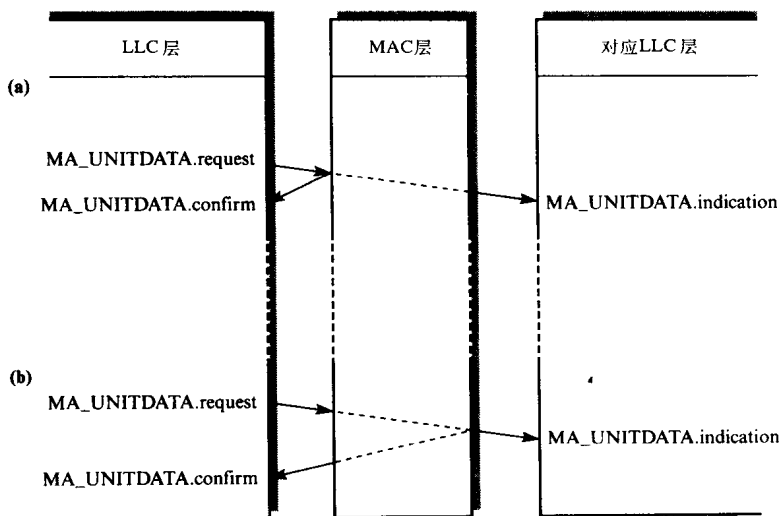 LLC层
MAC层
对应LLC层
(a)
MA_UNITDATA.request
MA_UNITDATA.confirm
MA_UNITDATA.indication
(b)
MA_UNITDATA.request
MA_UNITDATA.indication
MA_UNITDATA.confirm